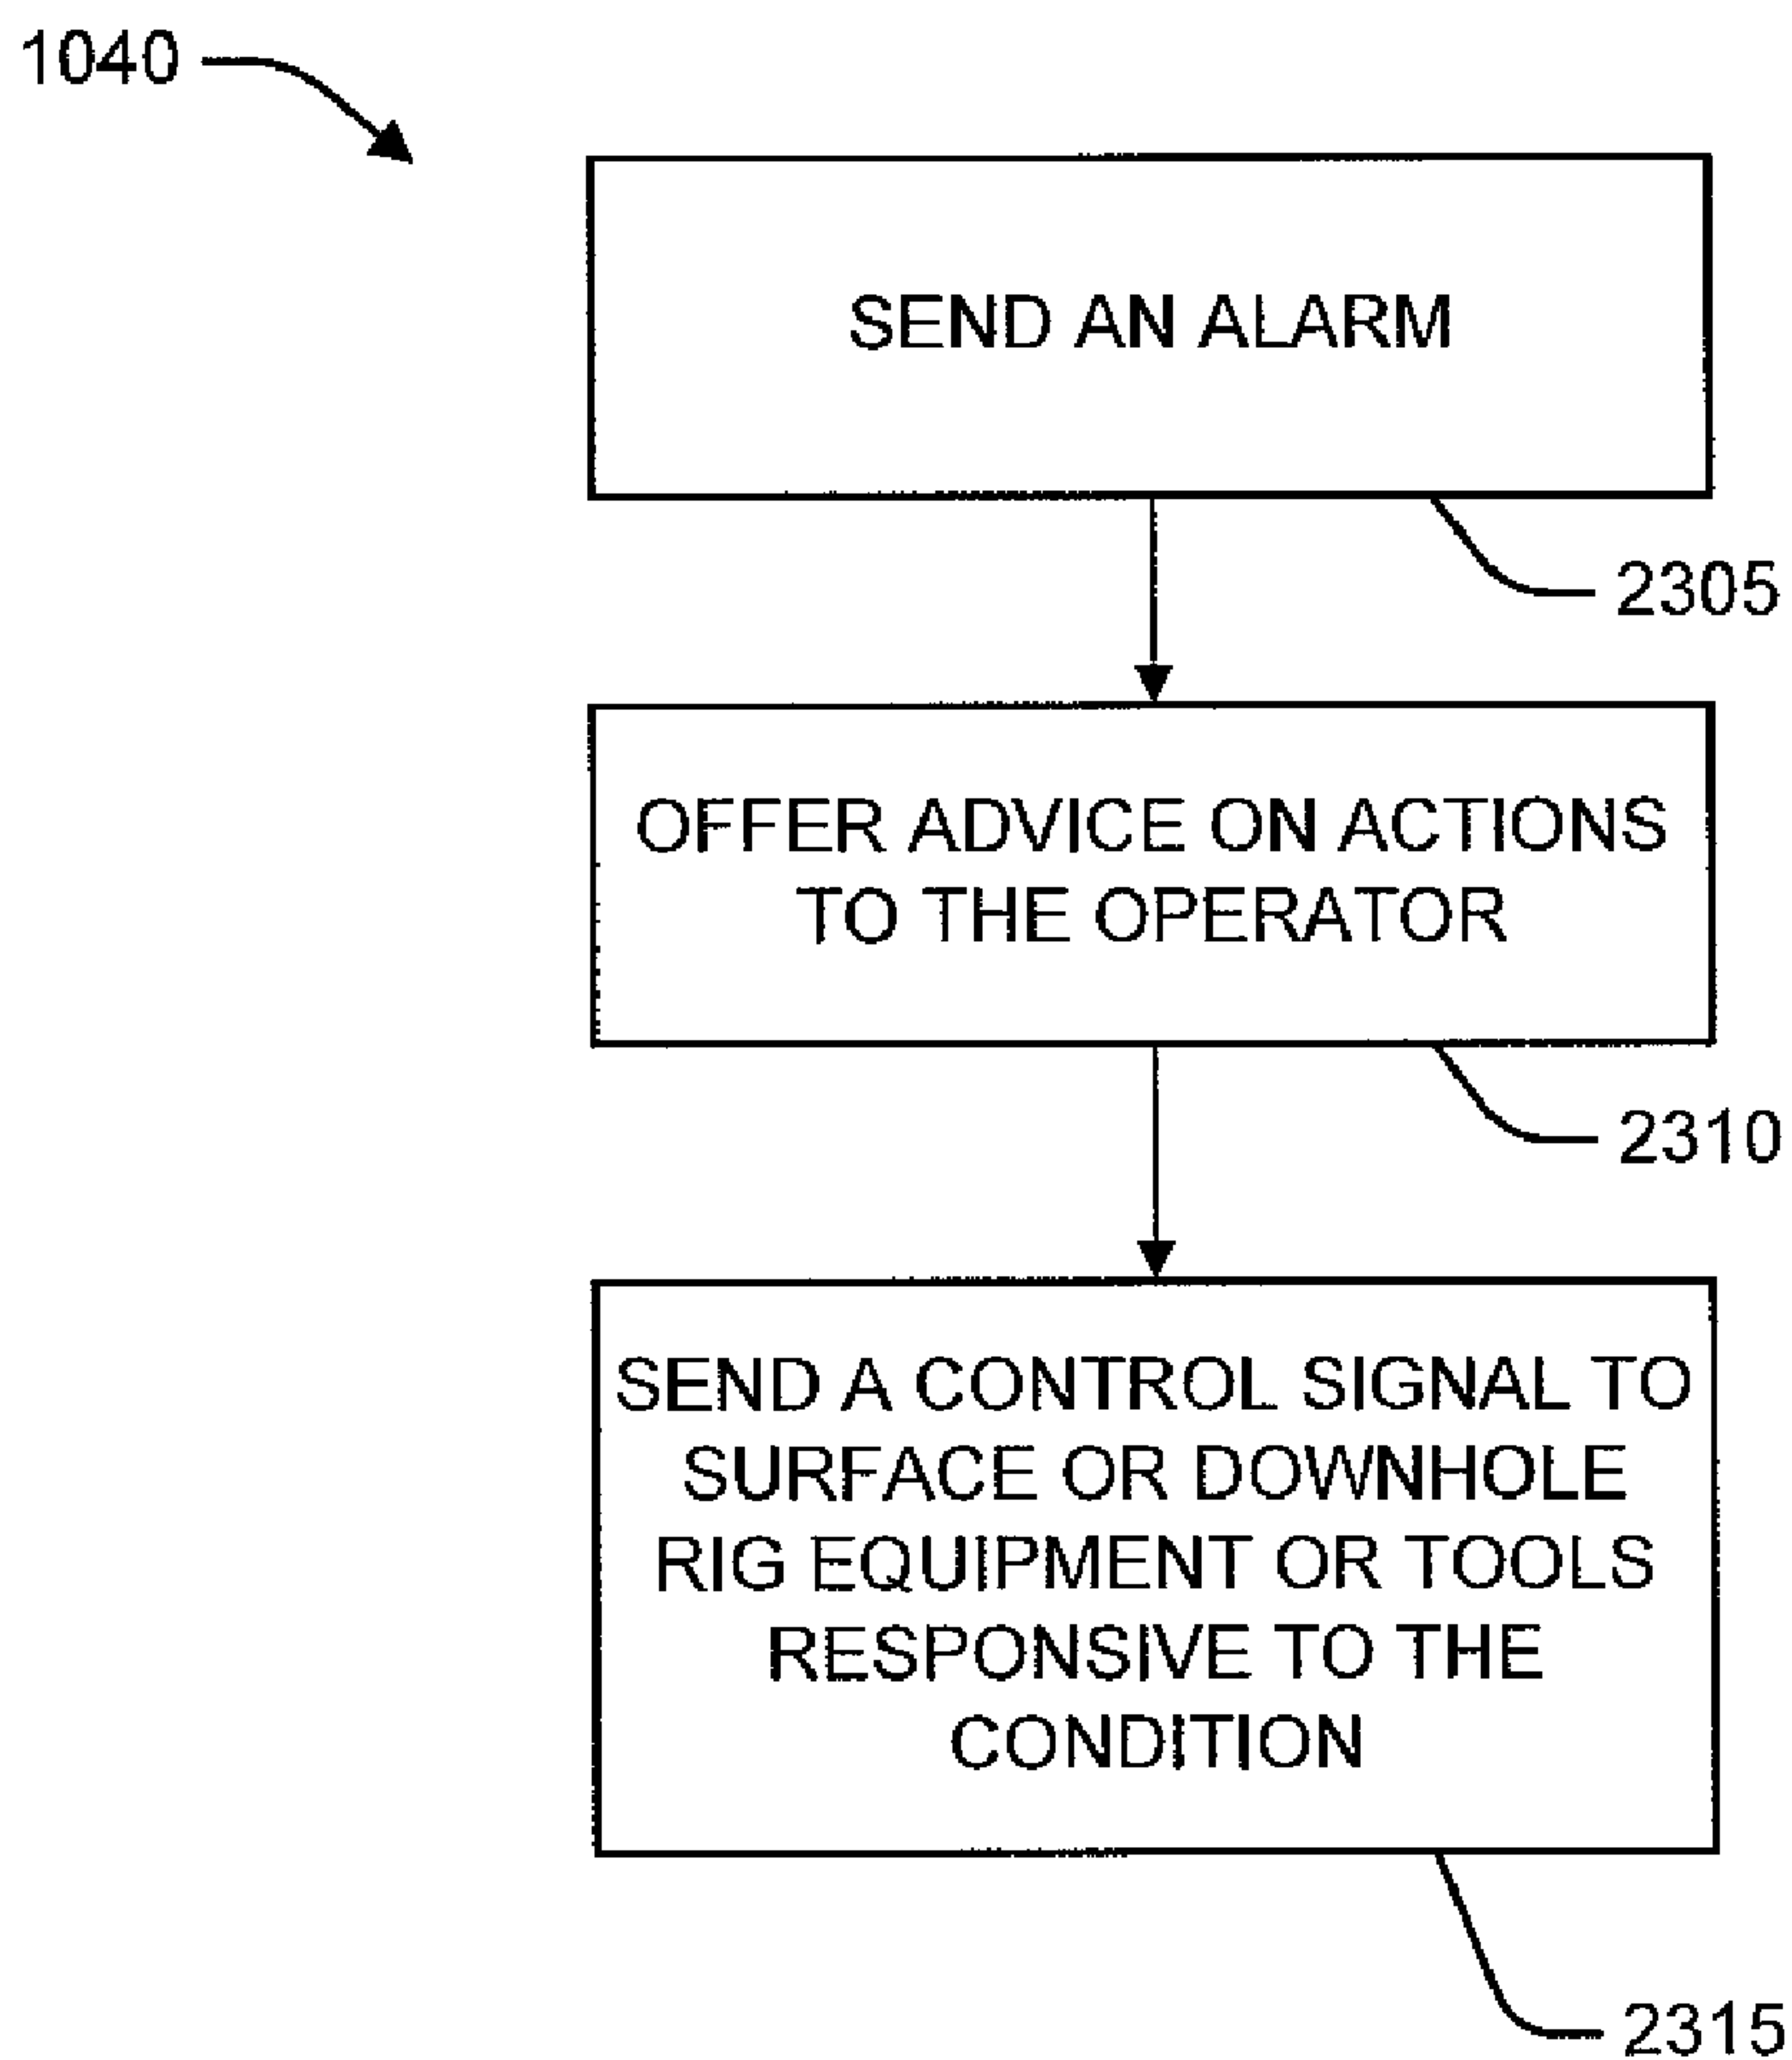 1040
SEND AN ALARM
2305
OFFER ADVICE ON ACTIONS
TO THE OPERATOR
2310
SEND A CONTROL SIGNAL TO
SURFACE OR DOWNHOLE
RIG EQUIPMENT OR TOOLS
RESPONSIVE TO THE
CONDITION
2315